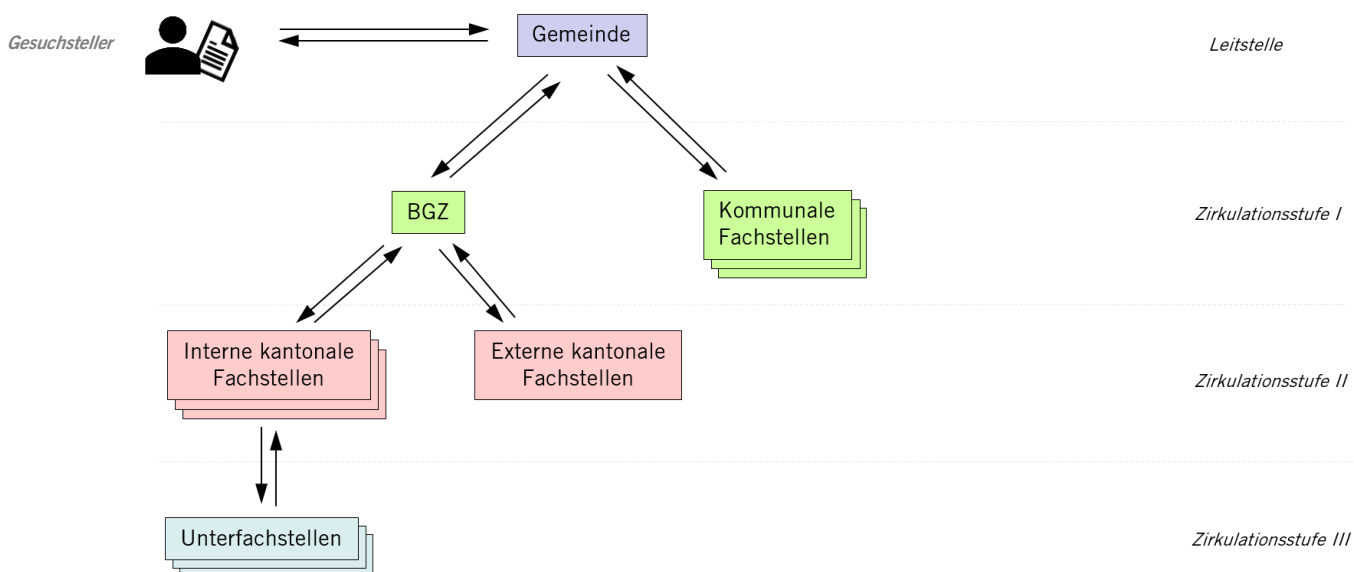 Gesuchsteller
Gemeinde
Leitstelle
BGZ
Kommunale
Fachstellen
Zirkulationsstufe I
Interne kantonale
Fachstellen
Externe kantonale
Fachstellen
Zirkulationsstufe II
Unterfachstellen
Zirkulationsstufe III